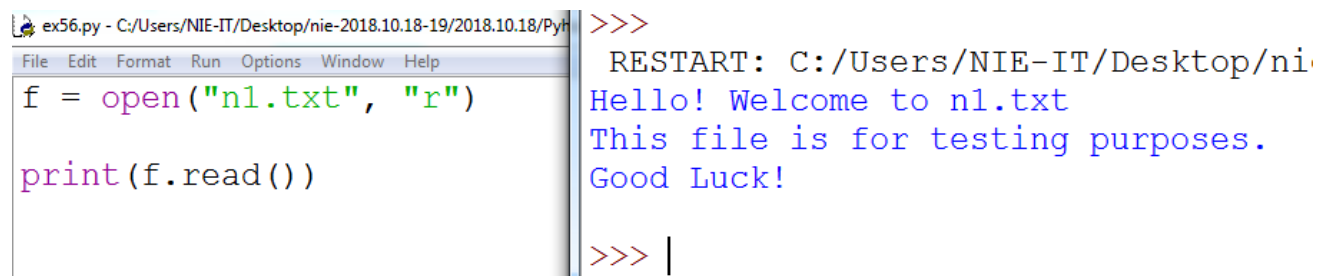 ex56.py - C:/Users/NIE-IT/Desktop/nie-2018.10.18-19/2018.10.18/Pyh
File Edit Format Run Options Window Help
f = open("n1.txt", "r")
print(f.read())
>>>
RESTART: C:/Users/NIE-IT/Desktop/ni
Hello! Welcome to n1.txt
This file is for testing purposes.
Good Luck!
>>>